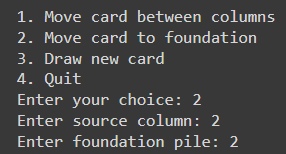 1. Move card between columns
2. Move card to foundation
3. Draw new card
4. Quit
Enter your choice: 2
Enter source column: 2
Enter foundation pile: 2